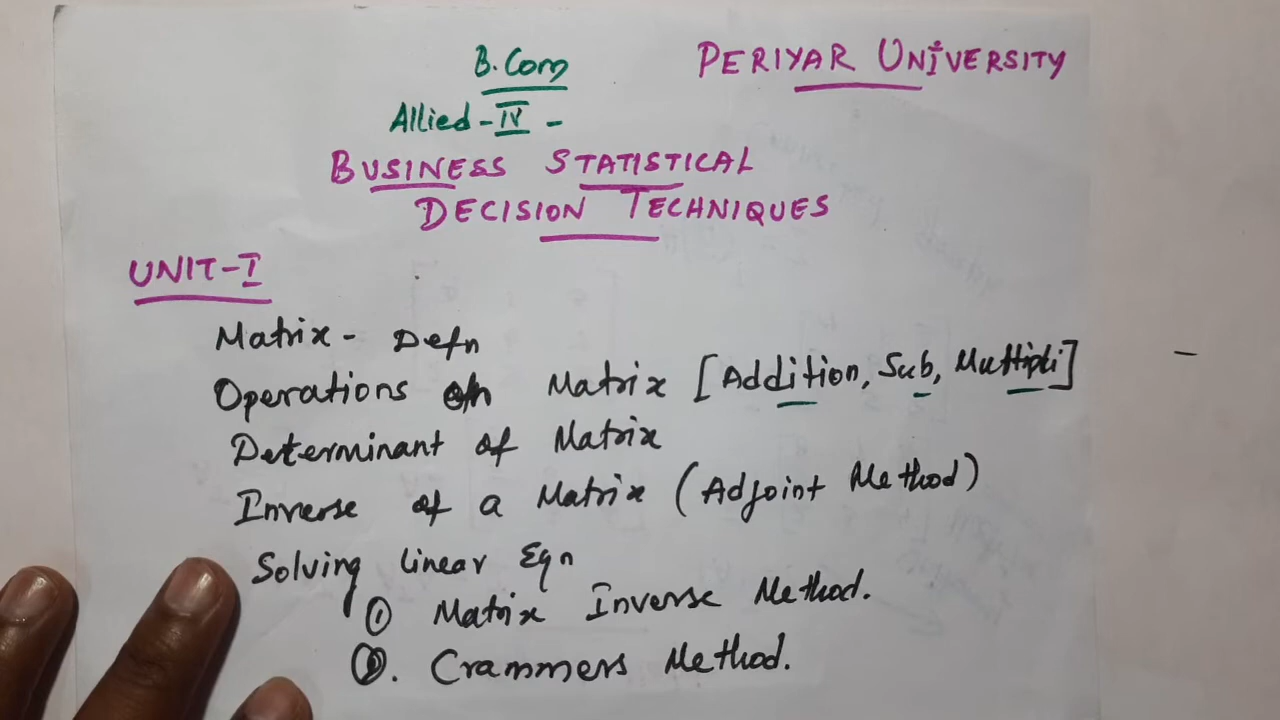 B.Com
PERIYAR UNIVERSITY
Allied-IV -
BUSINESS STATISTICAL
DECISION TECHNIQUES
UNIT-I
Matrix - Defn
Operations on Matrix [Addition, Sub, Multipli]
Determinant of Matrix
Inverse of a Matrix (Adjoint Method)
Solving Linear Eqn
① Matrix Inverse Method.
②. Crammers Method.